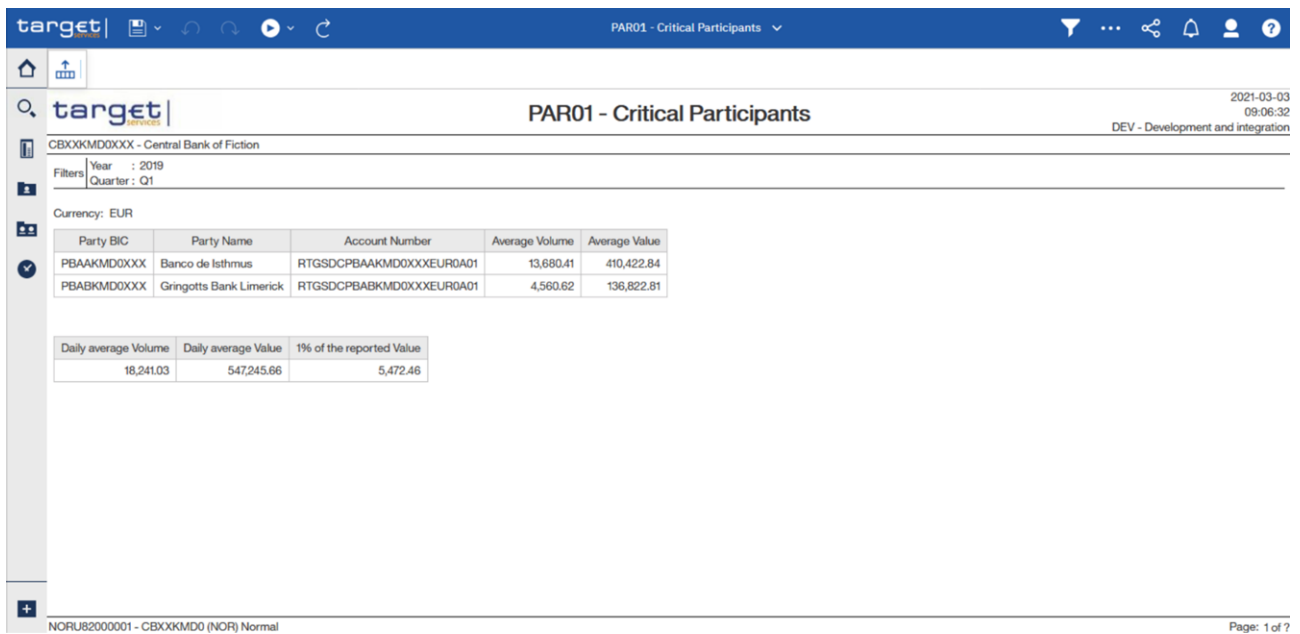 target|
services
PAR01 - Critical Participants
target|
services
PAR01 - Critical Participants
2021-03-03
09:06:32
DEV - Development and integration
CBXXKMD0XXX - Central Bank of Fiction
Filters
Year : 2019
Quarter : Q1
Currency: EUR
Party BIC Party Name Account Number Average Volume Average Value
PBAAKMD0XXX Banco de Isthmus RTGSDCPBAAKMD0XXXEUR0A01 13,680.41 410,422.84
PBABKMD0XXX Gringotts Bank Limerick RTGSDCPBABKMD0XXXEUR0A01 4,560.62 136,822.81
Daily average Volume Daily average Value 1% of the reported Value
18,241.03 547,245.66 5,472.46
NORU82000001 - CBXXKMD0 (NOR) Normal
Page: 1 of ?